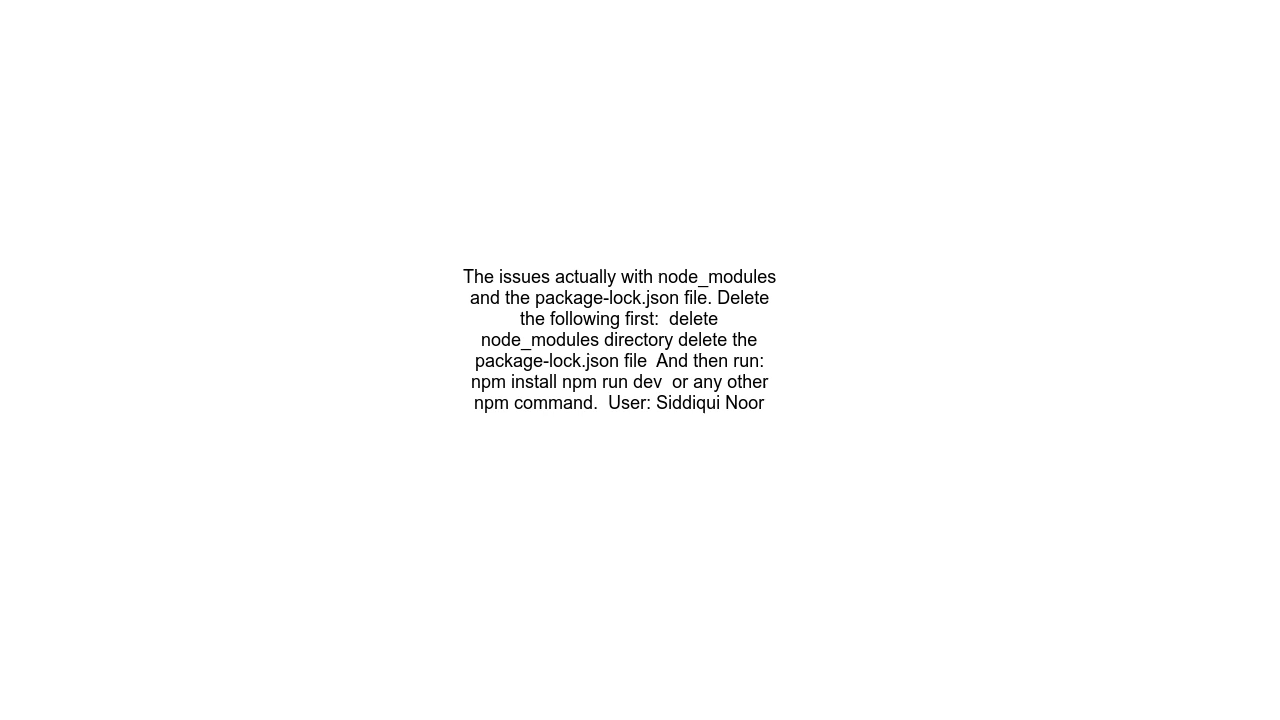 The issues actually with node_modules
and the package-lock.json file. Delete
the following first:  delete
node_modules directory delete the
package-lock.json file  And then run:
npm install npm run dev  or any other
npm command.  User: Siddiqui Noor